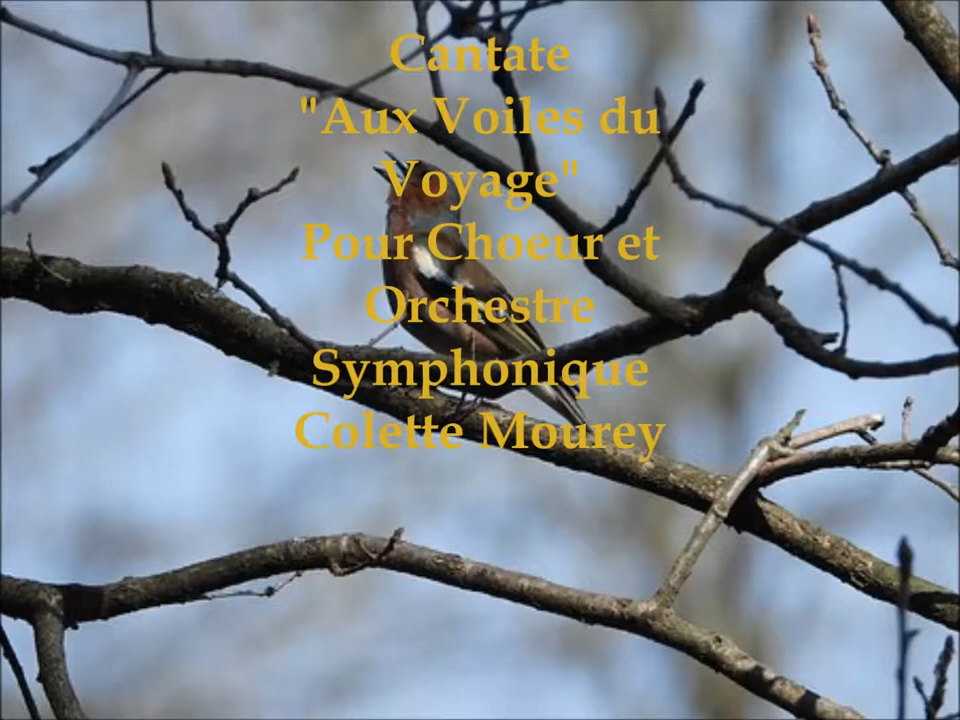 Cantate
"Aux Voiles du
Voyage"
Pour Choeur et
Orchestre
Symphonique
Colette Mourey